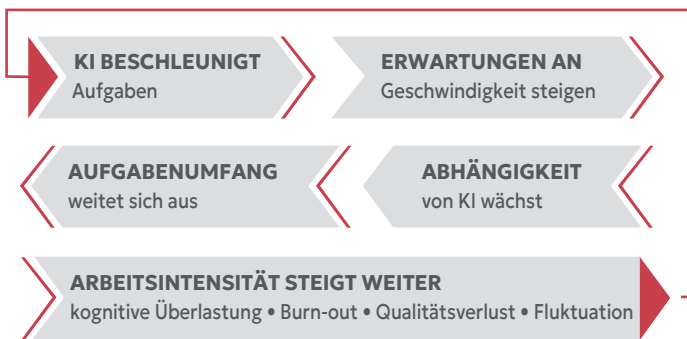 KI BESCHLEUNIGT
Aufgaben
ERWARTUNGEN AN
Geschwindigkeit steigen
ABHÄNGIGKEIT
von KI wächst
AUFGABENUMFANG
weitet sich aus
ARBEITSINTENSITÄT STEIGT WEITER
kognitive Überlastung • Burn-out • Qualitätsverlust • Fluktuation